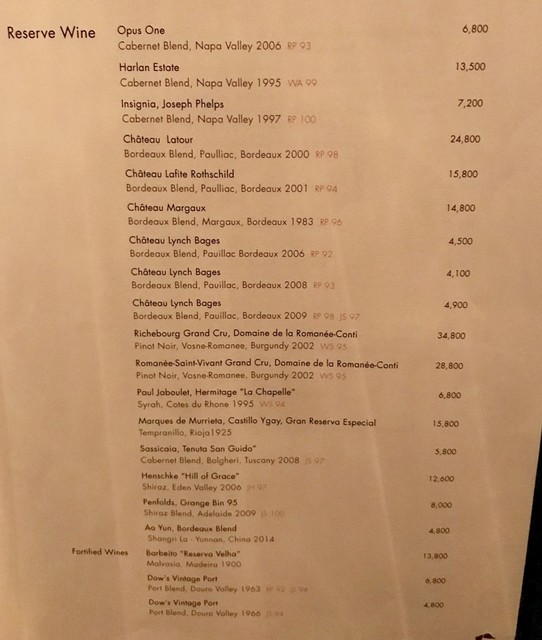 Reserve Wine
Opus One 6,800
Cabernet Blend, Napa Valley 2006 RP 93
Harlan Estate 13,500
Cabernet Blend, Napa Valley 1995 WA 99
Insignia, Joseph Phelps 7,200
Cabernet Blend, Napa Valley 1997 RP 100
Château Latour 24,800
Bordeaux Blend, Paulliac, Bordeaux 2000 RP 98
Château Lafite Rothschild 15,800
Bordeaux Blend, Paulliac, Bordeaux 2001 RP 94
Château Margaux 14,800
Bordeaux Blend, Margaux, Bordeaux 1983 RP 96
Château Lynch Bages 4,500
Bordeaux Blend, Pauillac Bordeaux 2006 RP 92
Château Lynch Bages 4,100
Bordeaux Blend, Pauillac, Bordeaux 2008 RP 93
Château Lynch Bages 4,900
Bordeaux Blend, Pauillac, Bordeaux 2009 RP 98 JS 97
Richebourg Grand Cru, Domaine de la Romanée-Conti 34,800
Pinot Noir, Vosne-Romanee, Burgundy 2002 WS 95
Romanée-Saint-Vivant Grand Cru, Domaine de la Romanée-Conti 28,800
Pinot Noir, Vosne-Romanee, Burgundy 2002 WS 95
Paul Jaboulet, Hermitage "La Chapelle" 6,800
Syrah, Cotes du Rhone 1995 WS 94
Marques de Murrieta, Castillo Ygay, Gran Reserva Especial 15,800
Tempranillo, Rioja1925
Sassicaia, Tenuta San Guido" 5,800
Cabernet Blend, Bolgheri, Tuscany 2008 JS 97
Henschke "Hill of Grace" 12,600
Shiraz, Eden Valley 2006 JH 97
Penfolds, Grange Bin 95 8,000
Shiraz Blend, Adelaide 2009 JS 100
Ao Yun, Bordeaux Blend 4,800
Shangri La - Yunnan, China 2014
Fortified Wines
Barbeito "Reserva Velha" 13,800
Malvasia, Madeira 1900
Dow's Vintage Port 6,800
Port Blend, Douro Valley 1963
Dow's Vintage Port 4,800
Port Blend, Douro Valley 1966